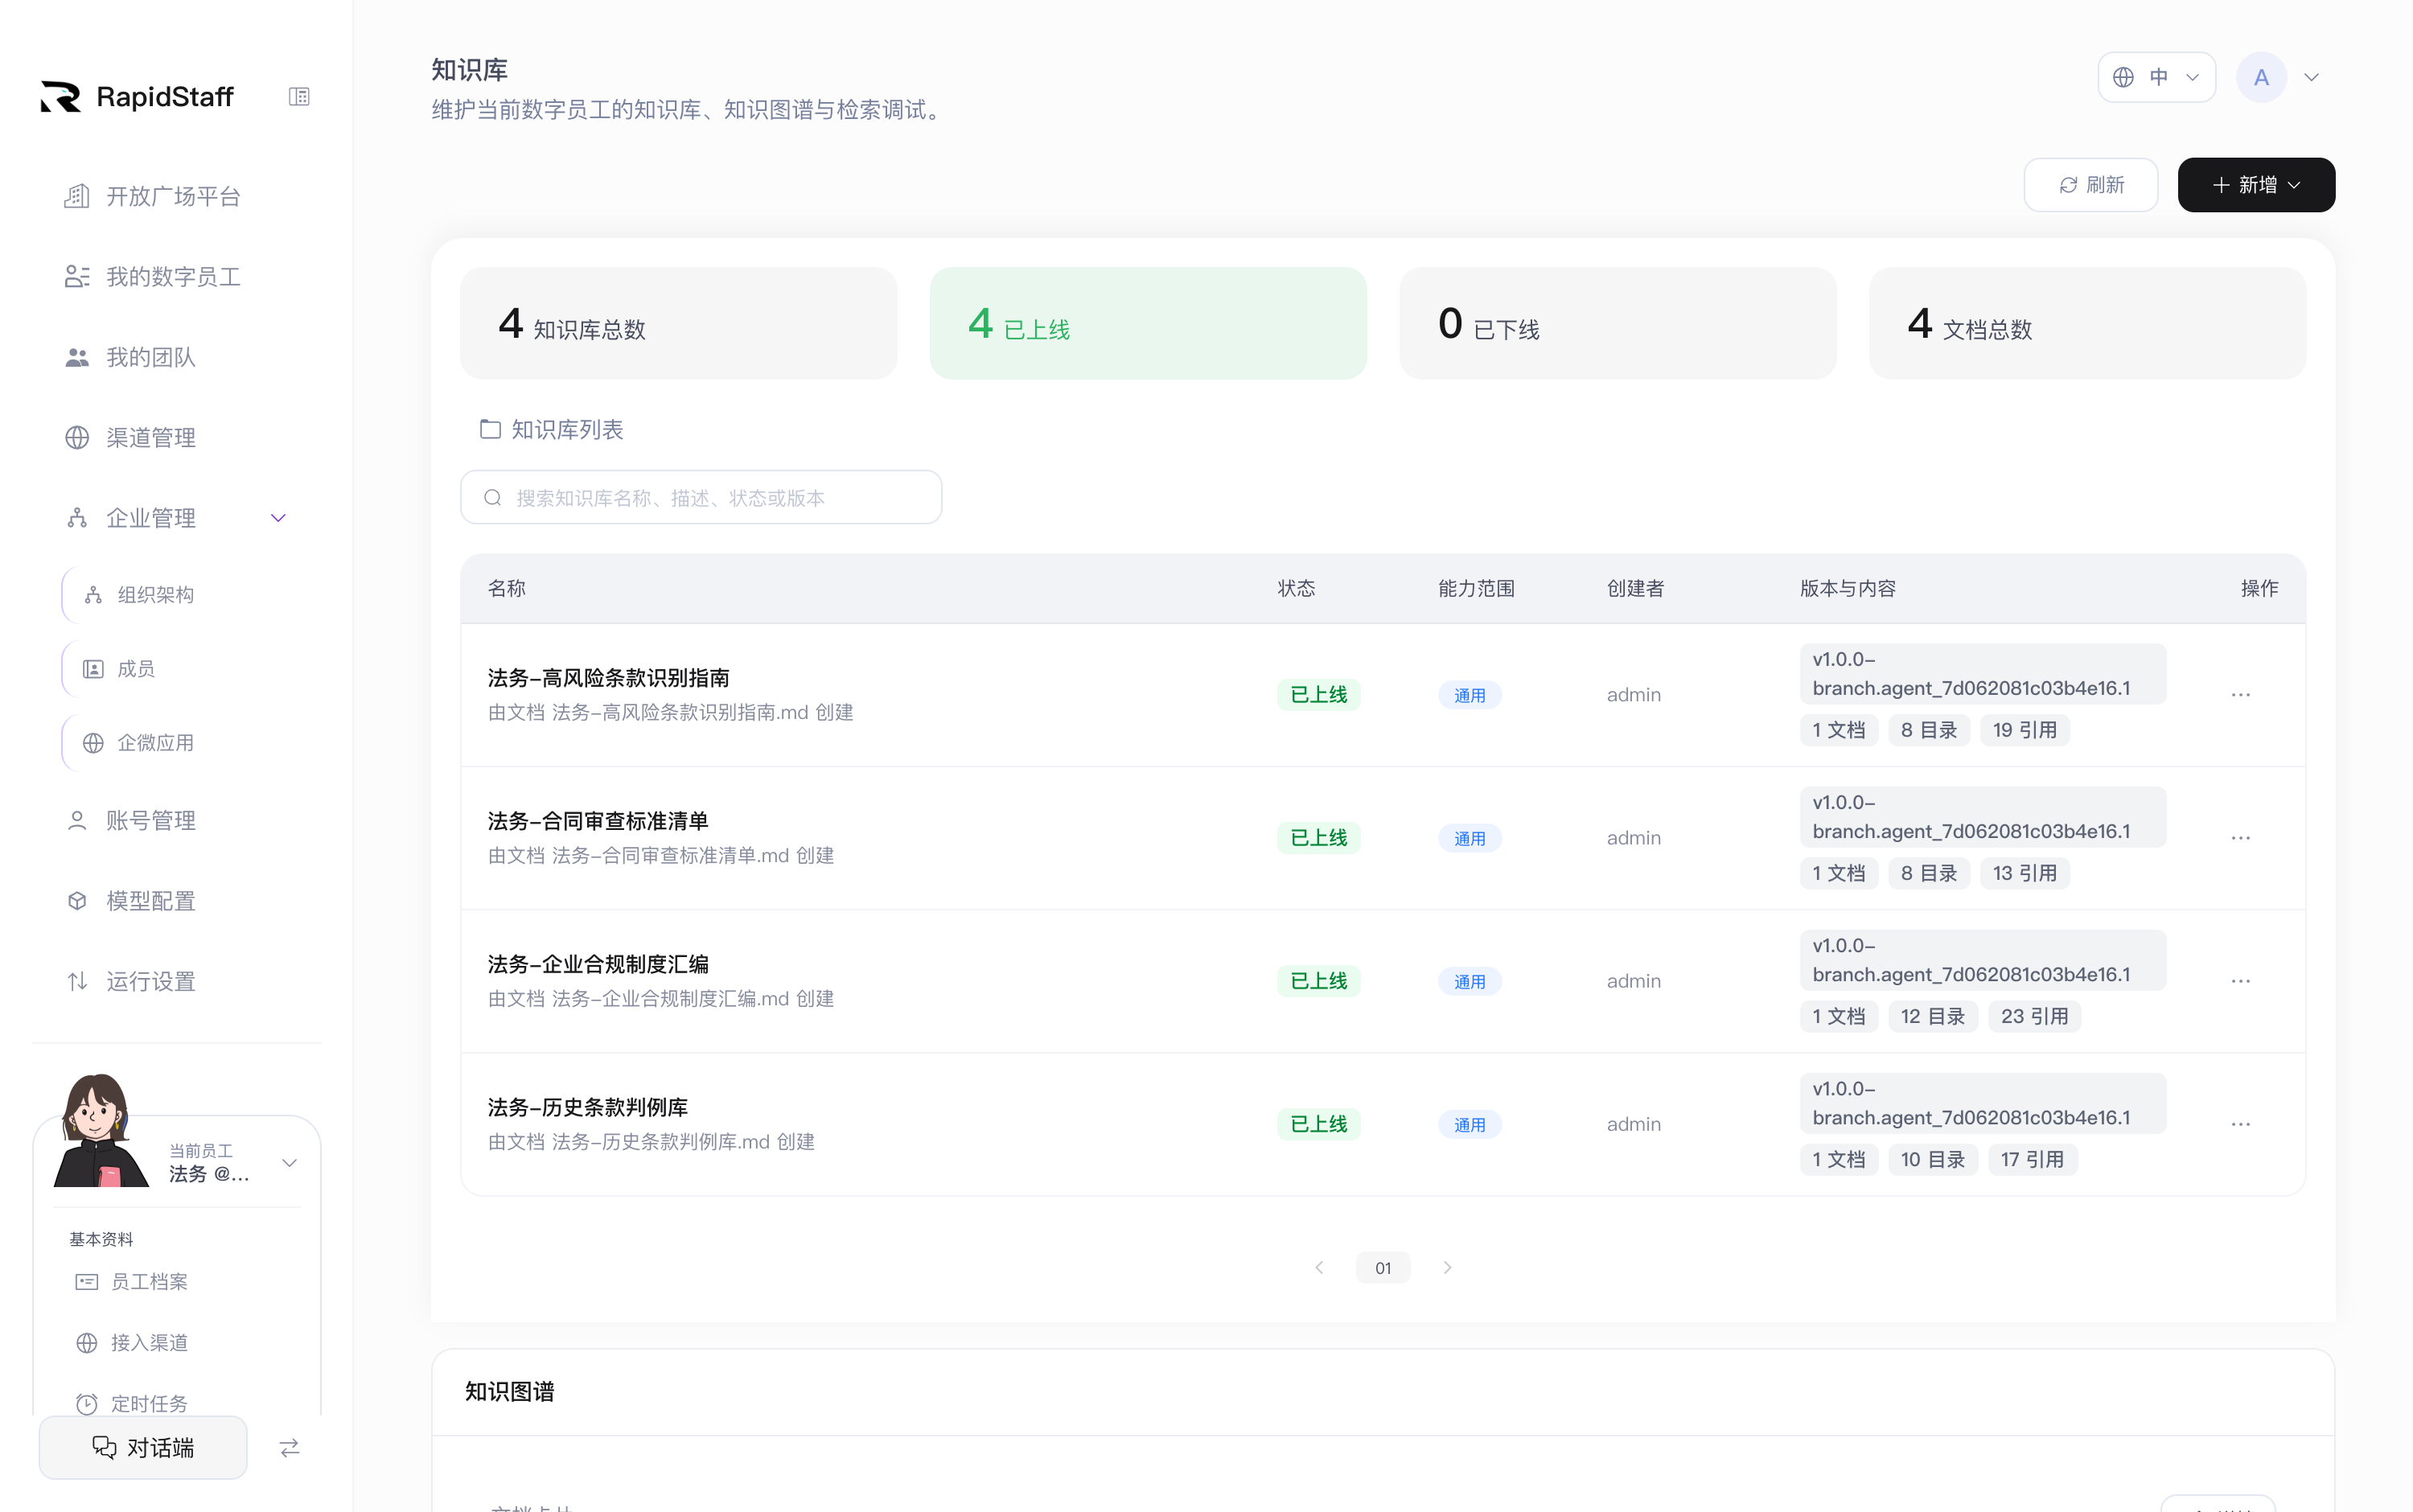 RapidStaff
开放广场平台
我的数字员工
我的团队
渠道管理
企业管理
组织架构
成员
企微应用
账号管理
模型配置
运行设置
当前员工
法务 @...
基本资料
员工档案
接入渠道
定时任务
对话端
知识库
维护当前数字员工的知识库、知识图谱与检索调试。
中
A
刷新
新增
4 知识库总数
4 已上线
0 已下线
4 文档总数
知识库列表
搜索知识库名称、描述、状态或版本
名称 状态 能力范围 创建者 版本与内容 操作
法务-高风险条款识别指南
由文档 法务-高风险条款识别指南.md 创建
已上线 通用 admin
v1.0.0-
branch.agent_7d062081c03b4e16.1
1 文档 8 目录 19 引用
法务-合同审查标准清单
由文档 法务-合同审查标准清单.md 创建
已上线 通用 admin
v1.0.0-
branch.agent_7d062081c03b4e16.1
1 文档 8 目录 13 引用
法务-企业合规制度汇编
由文档 法务-企业合规制度汇编.md 创建
已上线 通用 admin
v1.0.0-
branch.agent_7d062081c03b4e16.1
1 文档 12 目录 23 引用
法务-历史条款判例库
由文档 法务-历史条款判例库.md 创建
已上线 通用 admin
v1.0.0-
branch.agent_7d062081c03b4e16.1
1 文档 10 目录 17 引用
01
知识图谱